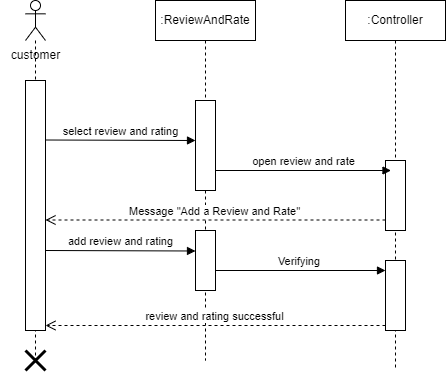 :ReviewAndRate
:Controller
customer
select review and rating
open review and rate
Message "Add a Review and Rate"
add review and rating
Verifying
review and rating successful